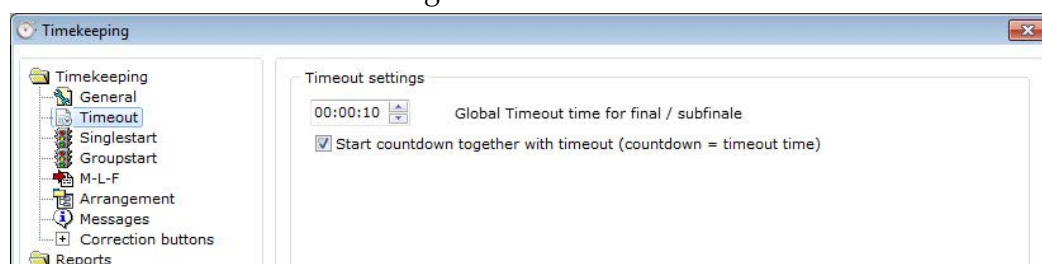 Timekeeping
Timekeeping
General
Timeout
Singlestart
Groupstart
M-L-F
Arrangement
Messages
Correction buttons
Reports
Timeout settings
00:00:10 Global Timeout time for final / subfinale
Start countdown together with timeout (countdown = timeout time)